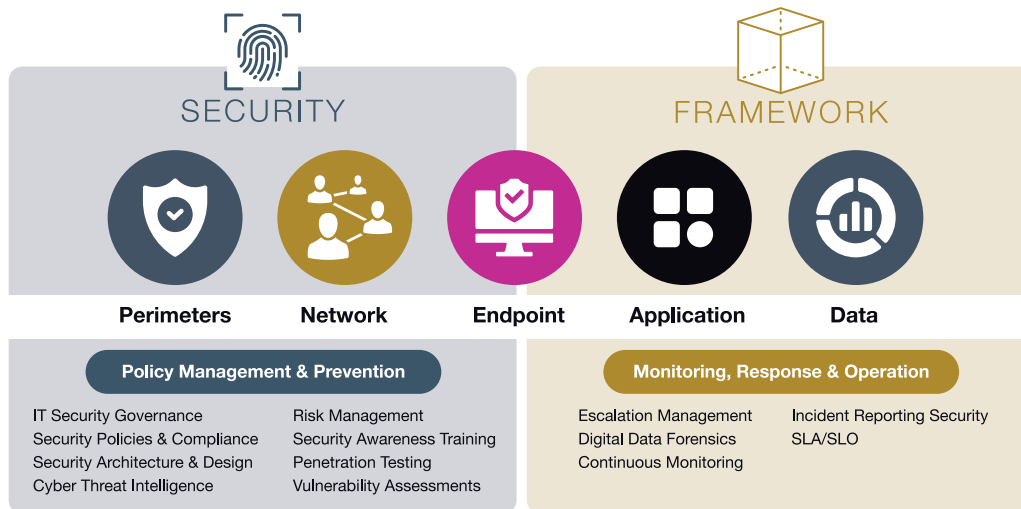 SECURITY
FRAMEWORK
Perimeters
Network
Endpoint
Application
Data
Policy Management & Prevention
IT Security Governance
Security Policies & Compliance
Security Architecture & Design
Cyber Threat Intelligence
Risk Management
Security Awareness Training
Penetration Testing
Vulnerability Assessments
Monitoring, Response & Operation
Escalation Management
Digital Data Forensics
Continuous Monitoring
Incident Reporting Security
SLA/SLO